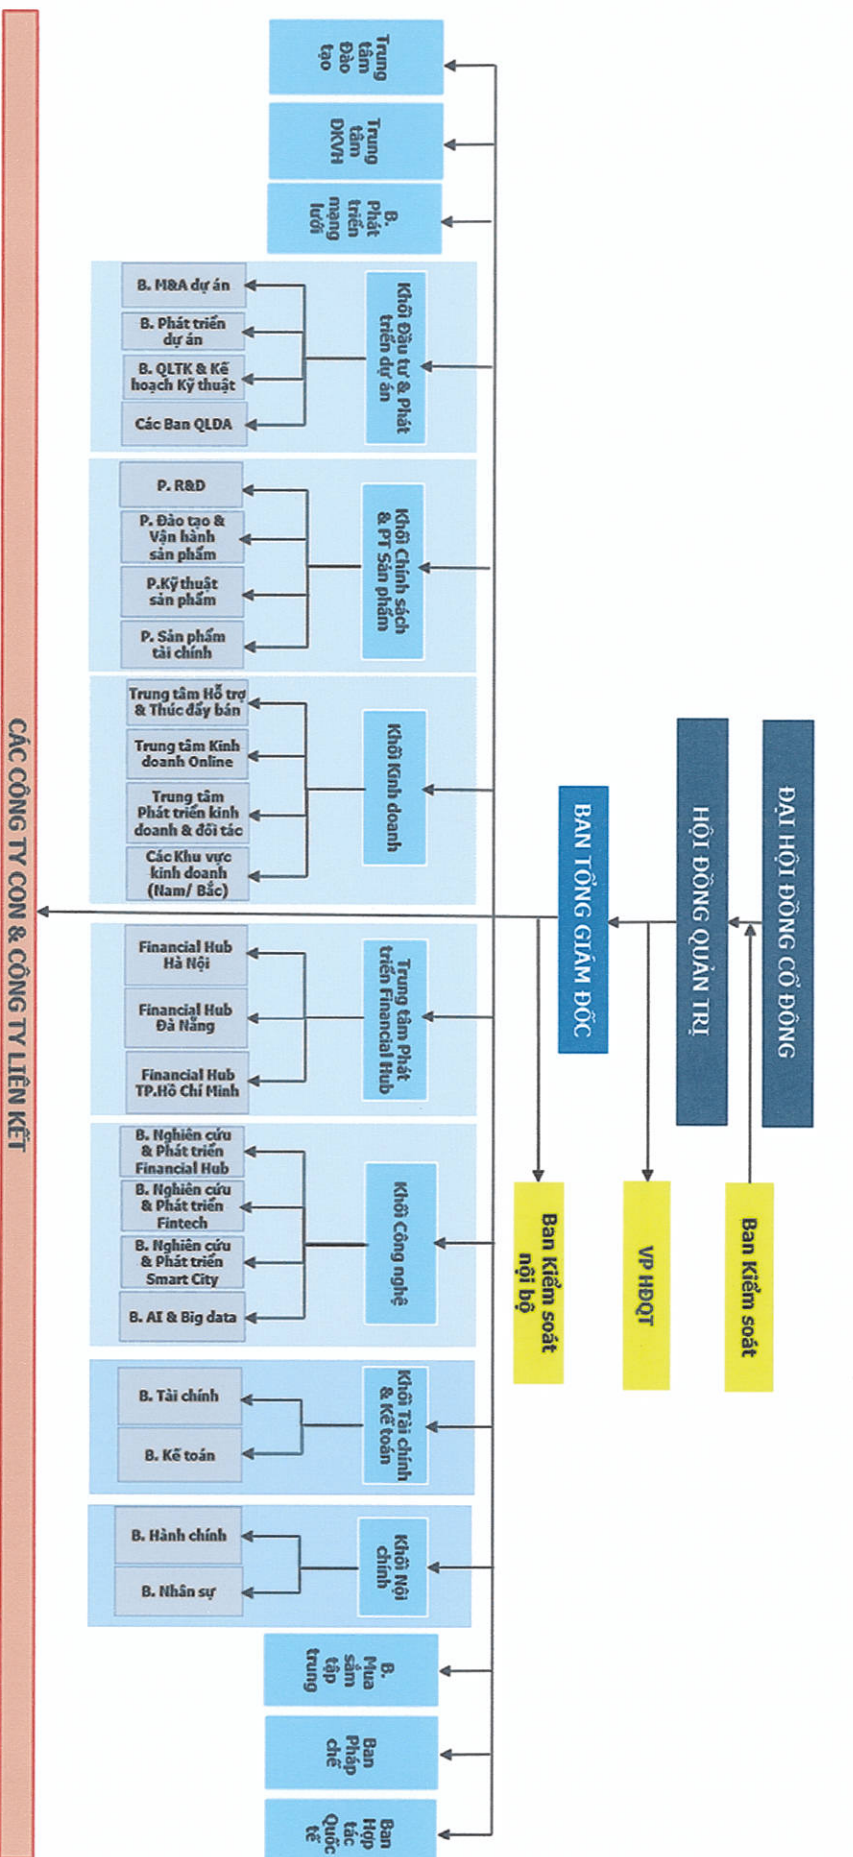 ĐẠI HỘI ĐỒNG CỔ ĐÔNG
Ban Kiểm soát
HỘI ĐỒNG QUẢN TRỊ
VP HĐQT
BAN TỔNG GIÁM ĐỐC
Ban Kiểm soát
nội bộ
Trung
tâm
Đào
tạo
Trung
tâm
ĐKVH
B.
Phát
triển
mạng
lưới
Khối Đầu tư & Phát
triển dự án
B. M&A dự án
B. Phát triển
dự án
B. QLTK & Kế
hoạch Kỹ thuật
Các Ban QLDA
Khối Chính sách
& PT Sản phẩm
P. R&D
P. Đào tạo &
Vận hành
sản phẩm
P.Kỹ thuật
sản phẩm
P. Sản phẩm
tài chính
Khối Kinh doanh
Trung tâm Hỗ trợ
& Thúc đẩy bán
Trung tâm Kinh
doanh Online
Trung tâm
Phát triển kinh
doanh & đối tác
Các Khu vực
kinh doanh
(Nam/ Bắc)
Trung tâm Phát
triển Financial Hub
Financial Hub
Hà Nội
Financial Hub
Đà Nẵng
Financial Hub
TP.Hồ Chí Minh
Khối Công nghệ
B. Nghiên cứu
& Phát triển
Financial Hub
B. Nghiên cứu
& Phát triển
Fintech
B. Nghiên cứu
& Phát triển
Smart City
B. AI & Big data
Khối Tài chính
& Kế toán
B. Tài chính
B. Kế toán
Khối Nội
chính
B. Hành chính
B. Nhân sự
B.
Mua
sắm
tập
trung
Ban
Pháp
chế
Ban
Hợp
tác
Quốc
tế
CÁC CÔNG TY CON & CÔNG TY LIÊN KẾT